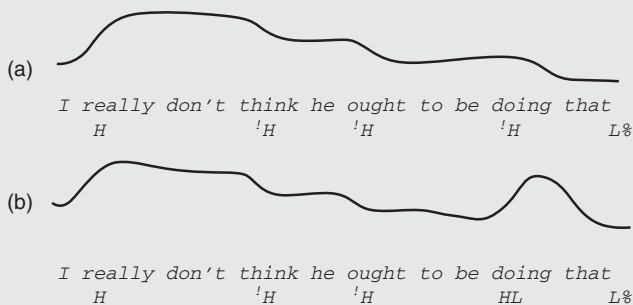 (a)
I really don't think he ought to be doing that
H !H !H !H L%
(b)
I really don't think he ought to be doing that
H !H !H HL L%